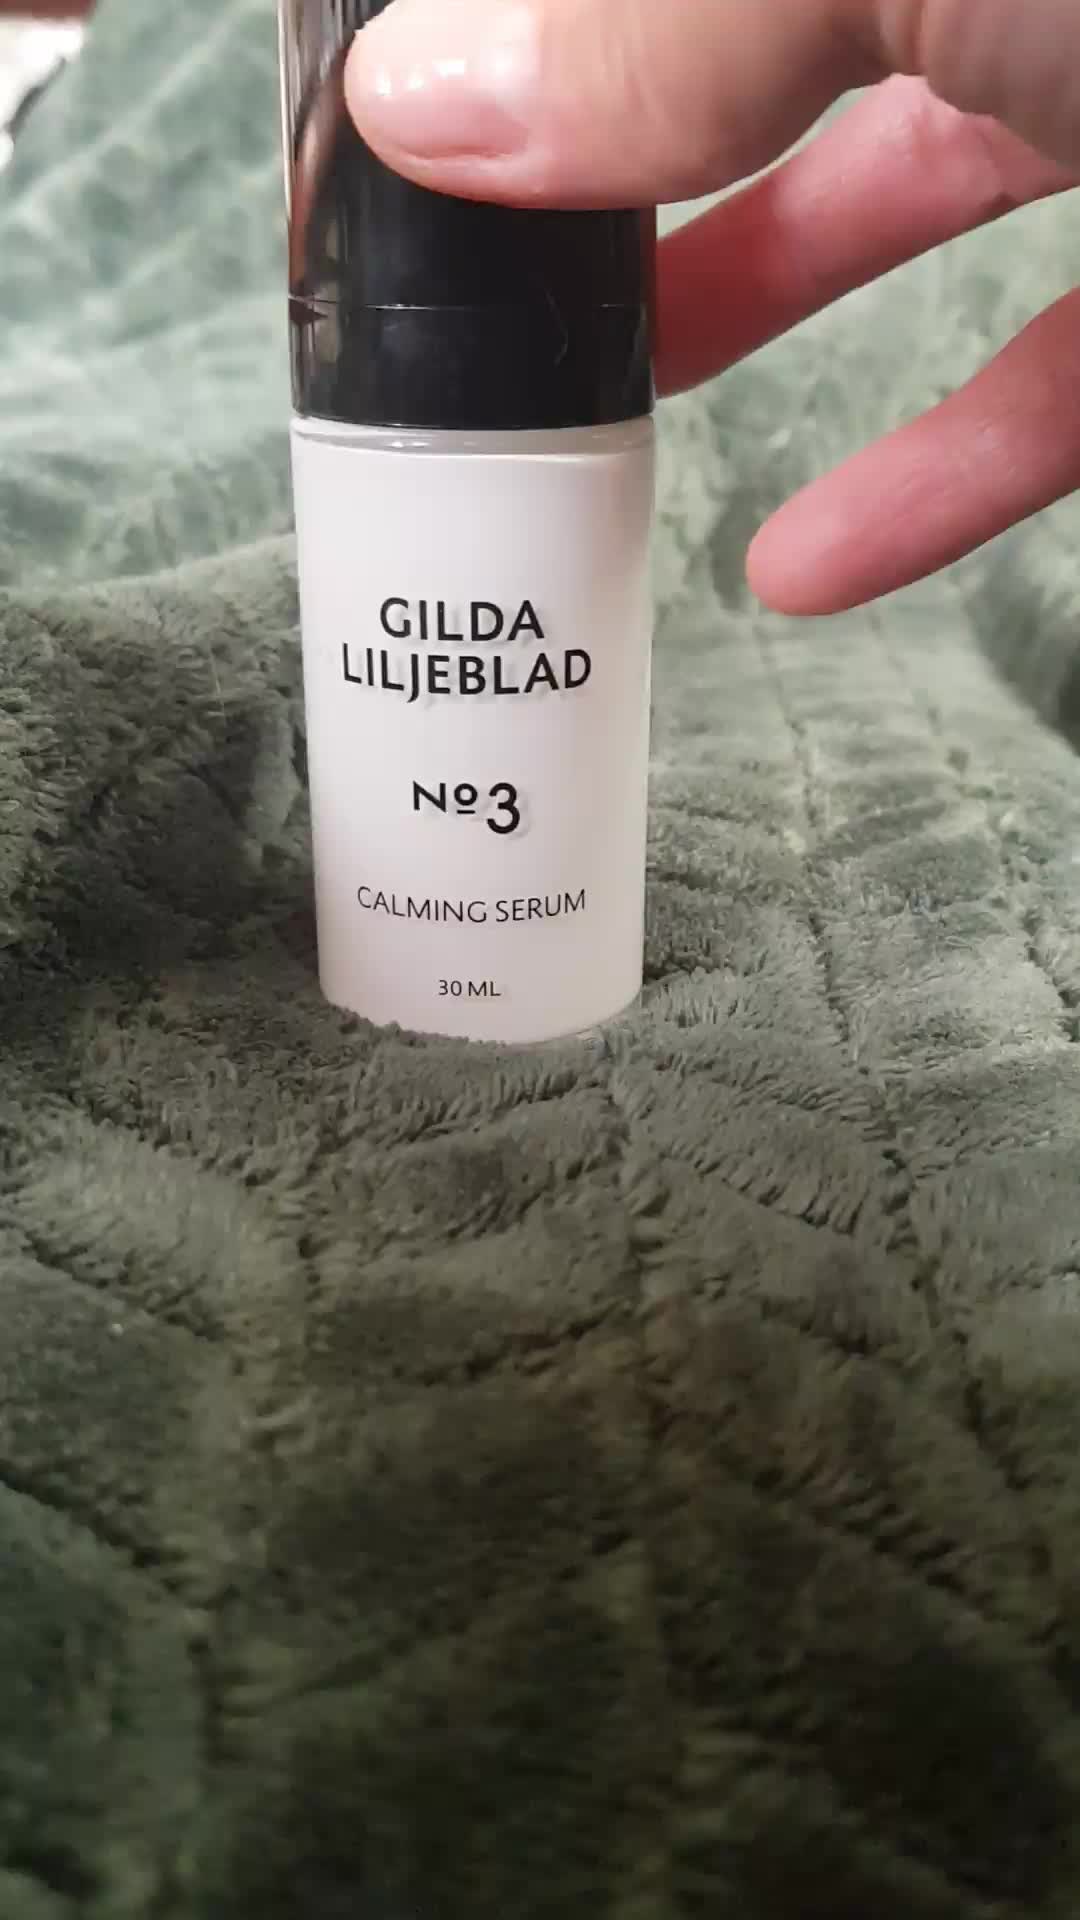 GILDA
LILJEBLAD
Nº3
CALMING SERUM
30 ML